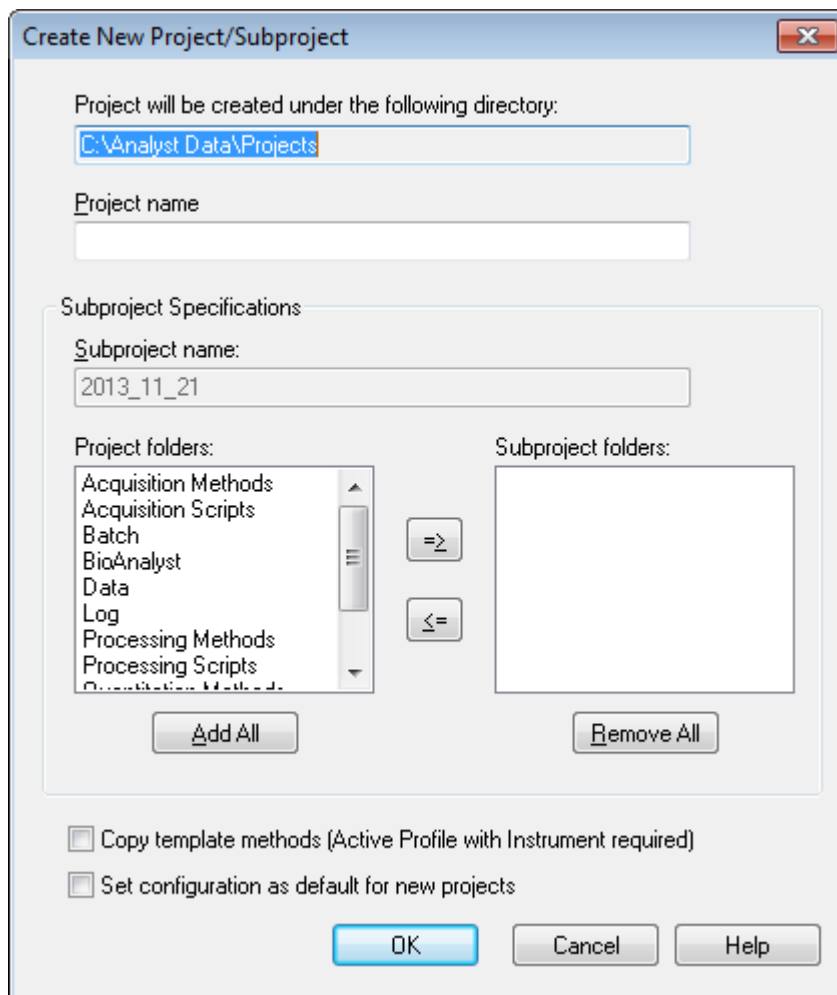 Create New Project/Subproject
Project will be created under the following directory:
C:\Analyst Data\Projects
Project name
Subproject Specifications
Subproject name:
2013_11_21
Project folders:
Subproject folders:
Acquisition Methods
Acquisition Scripts
Batch
BioAnalyst
Data
Log
Processing Methods
Processing Scripts
Quantitation Methods
=>
<=
Add All
Remove All
Copy template methods (Active Profile with Instrument required)
Set configuration as default for new projects
OK
Cancel
Help